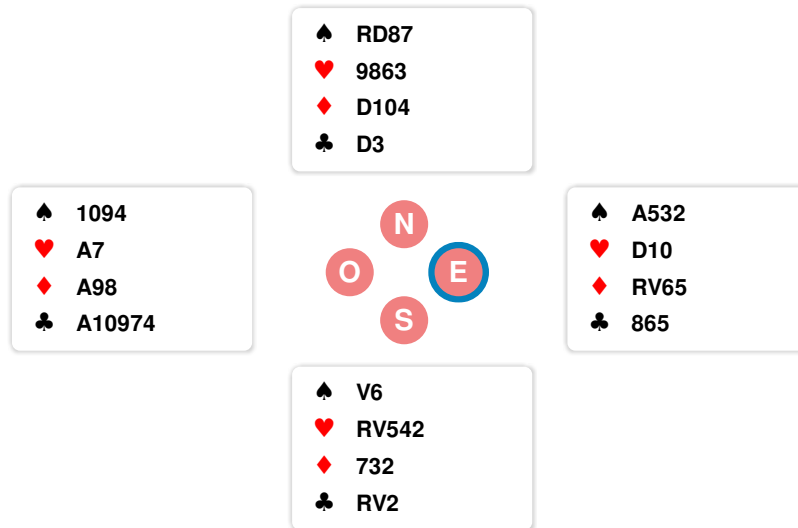 ♠ RD87
♥ 9863
♦ D104
♣ D3
♠ 1094
♥ A7
♦ A98
♣ A10974
N
O
E
S
♠ A532
♥ D10
♦ RV65
♣ 865
♠ V6
♥ RV542
♦ 732
♣ RV2